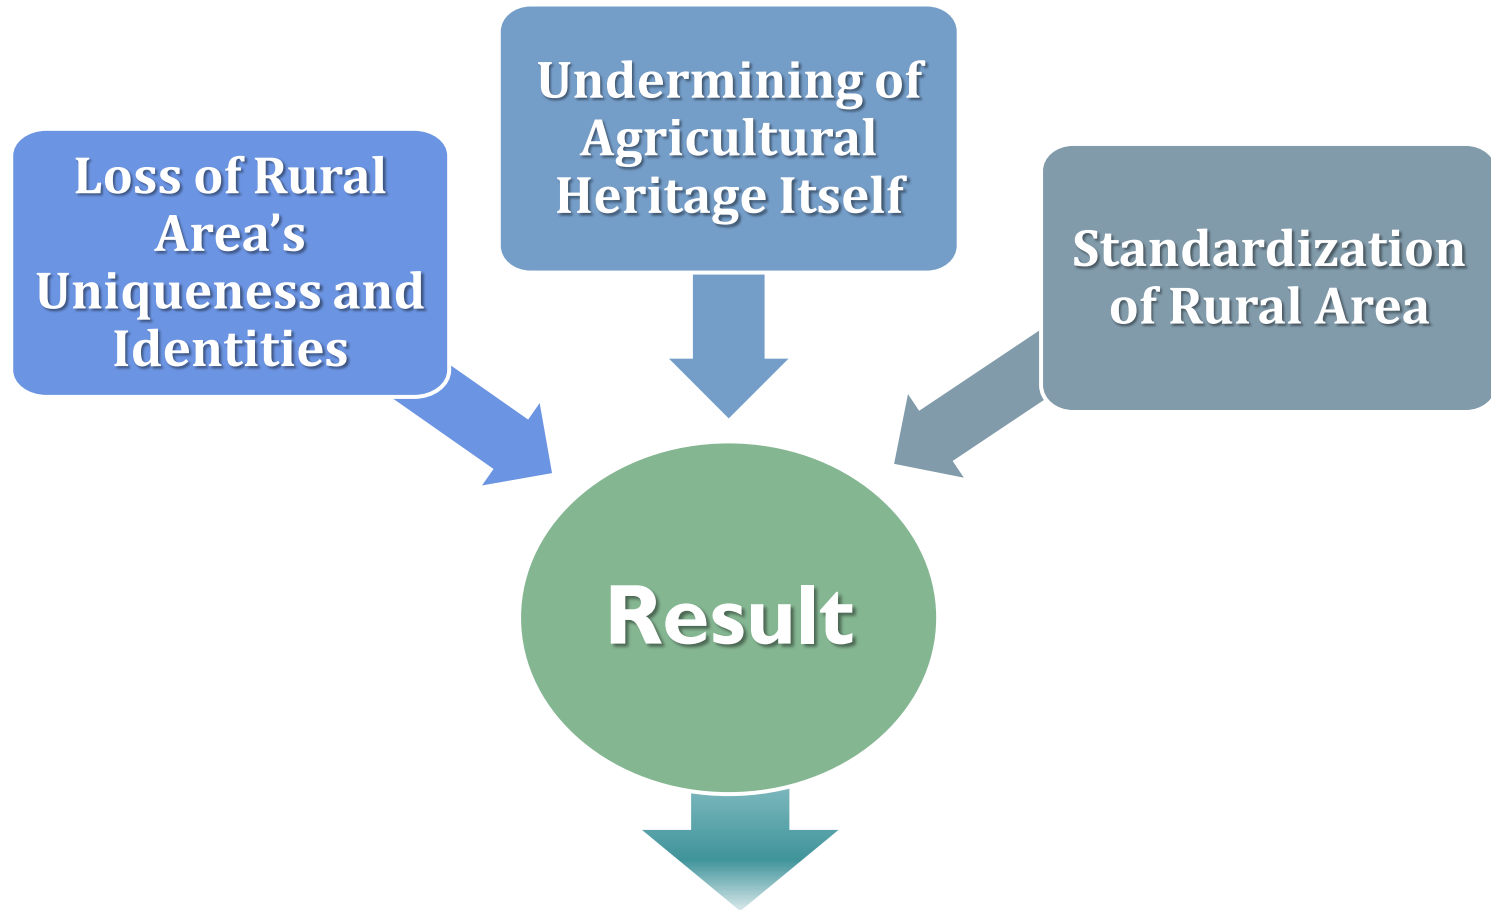 Undermining of
Agricultural
Heritage Itself
Loss of Rural
Area’s
Uniqueness and
Identities
Standardization
of Rural Area
Result